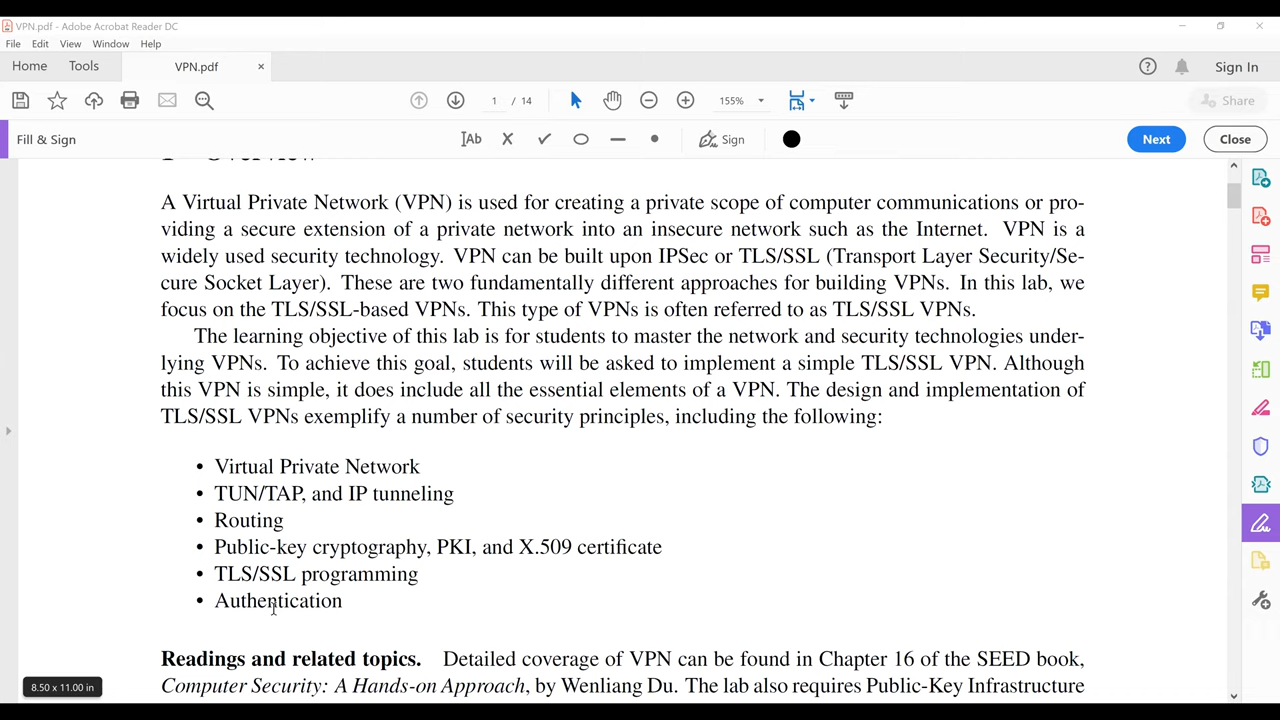 VPN.pdf - Adobe Acrobat Reader DC
File Edit View Window Help
Home Tools VPN.pdf × Sign In
1 / 14 155% Share
Fill & Sign Ab Sign Next Close
A Virtual Private Network (VPN) is used for creating a private scope of computer communications or pro-
viding a secure extension of a private network into an insecure network such as the Internet. VPN is a
widely used security technology. VPN can be built upon IPSec or TLS/SSL (Transport Layer Security/Se-
cure Socket Layer). These are two fundamentally different approaches for building VPNs. In this lab, we
focus on the TLS/SSL-based VPNs. This type of VPNs is often referred to as TLS/SSL VPNs.
The learning objective of this lab is for students to master the network and security technologies under-
lying VPNs. To achieve this goal, students will be asked to implement a simple TLS/SSL VPN. Although
this VPN is simple, it does include all the essential elements of a VPN. The design and implementation of
TLS/SSL VPNs exemplify a number of security principles, including the following:
• Virtual Private Network
• TUN/TAP, and IP tunneling
• Routing
• Public-key cryptography, PKI, and X.509 certificate
• TLS/SSL programming
• Authentication
Readings and related topics. Detailed coverage of VPN can be found in Chapter 16 of the SEED book,
Computer Security: A Hands-on Approach, by Wenliang Du. The lab also requires Public-Key Infrastructure
8.50 x 11.00 in